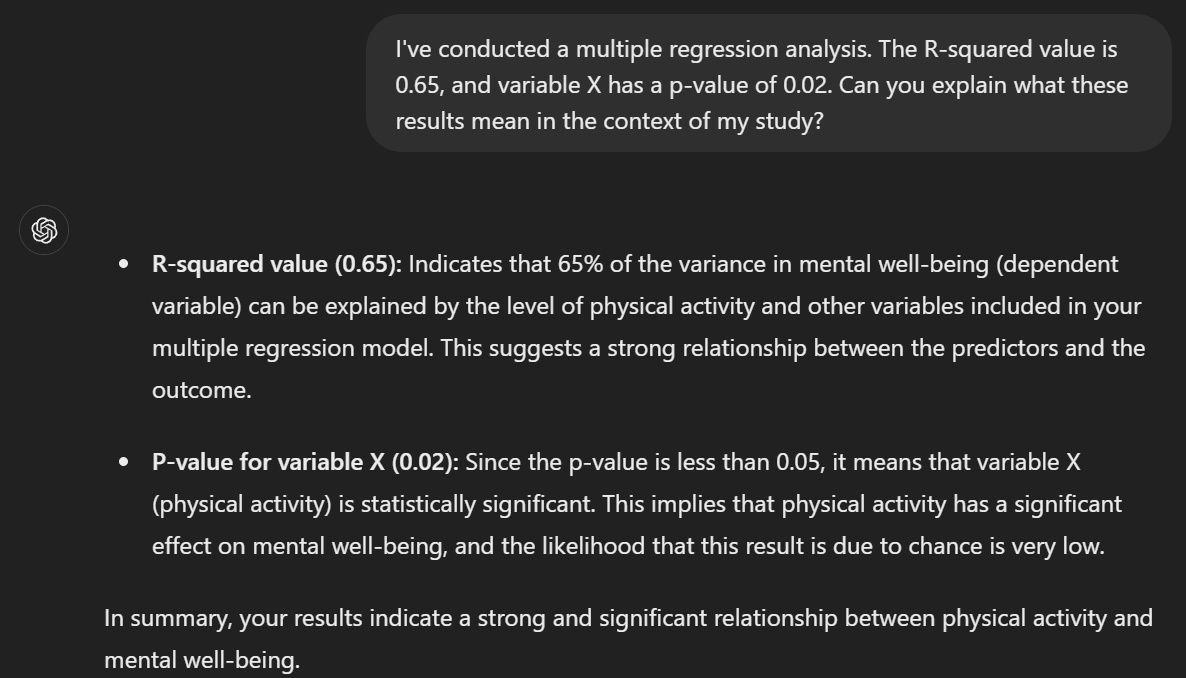 I've conducted a multiple regression analysis. The R-squared value is
0.65, and variable X has a p-value of 0.02. Can you explain what these
results mean in the context of my study?
• R-squared value (0.65): Indicates that 65% of the variance in mental well-being (dependent
variable) can be explained by the level of physical activity and other variables included in your
multiple regression model. This suggests a strong relationship between the predictors and the
outcome.
• P-value for variable X (0.02): Since the p-value is less than 0.05, it means that variable X
(physical activity) is statistically significant. This implies that physical activity has a significant
effect on mental well-being, and the likelihood that this result is due to chance is very low.
In summary, your results indicate a strong and significant relationship between physical activity and
mental well-being.